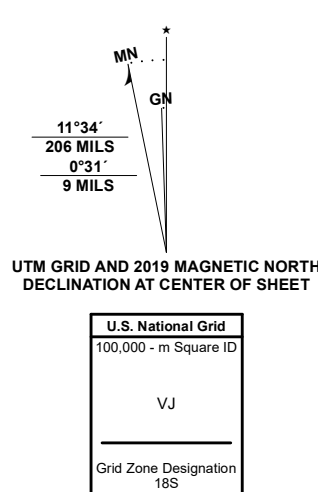 ★
MN
GN
11°34´
206 MILS
0°31´
9 MILS
UTM GRID AND 2019 MAGNETIC NORTH
DECLINATION AT CENTER OF SHEET
U.S. National Grid
100,000 - m Square ID
VJ
Grid Zone Designation
18S